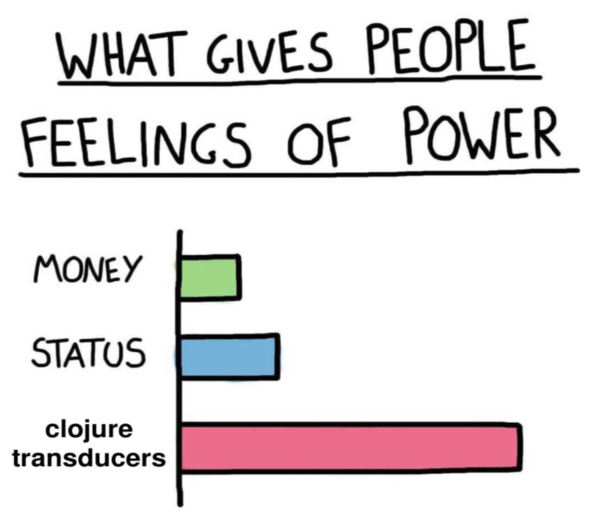 WHAT GIVES PEOPLE
FEELINGS OF POWER
MONEY
STATUS
clojure
transducers